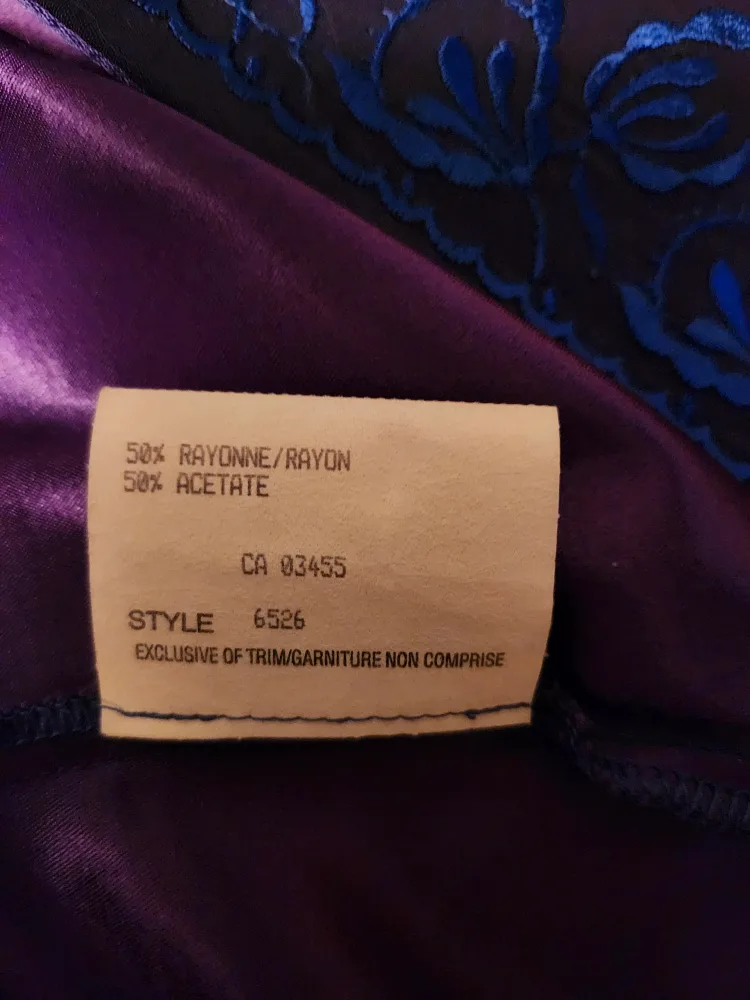 50% RAYONNE/RAYON
50% ACETATE
CA 03455
STYLE 6526
EXCLUSIVE OF TRIM/GARNITURE NON COMPRISE